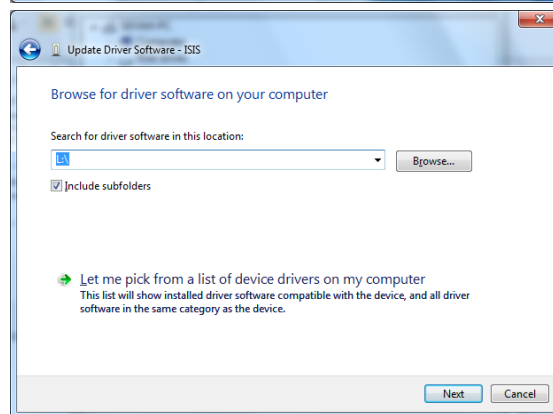 Update Driver Software - ISIS
Browse for driver software on your computer
Search for driver software in this location:
L:\
Browse...
Include subfolders
Let me pick from a list of device drivers on my computer
This list will show installed driver software compatible with the device, and all driver
software in the same category as the device.
Next
Cancel